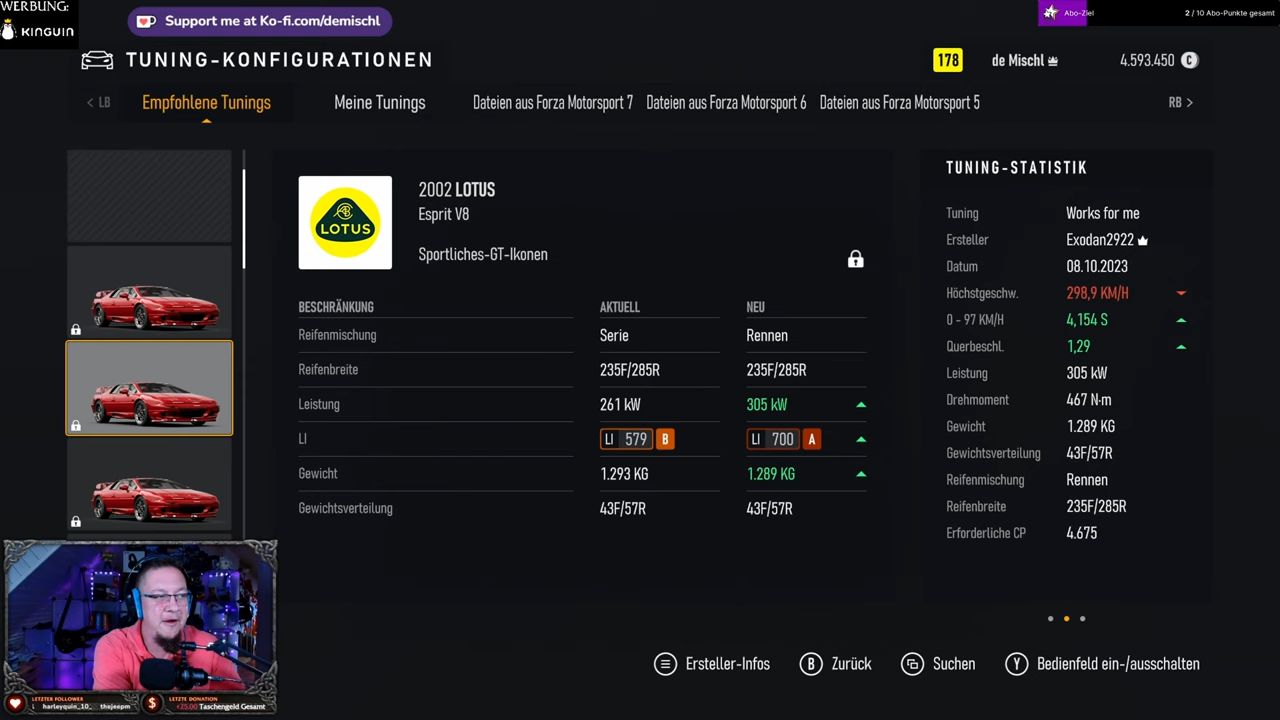 WERBUNG:
KINGUIN
Support me at Ko-fi.com/demischl
Abo-Ziel
2 / 10 Abo-Punkte gesamt
TUNING-KONFIGURATIONEN
178 de Mischl 4.593.450 C
< LB Empfohlene Tunings Meine Tunings Dateien aus Forza Motorsport 7 Dateien aus Forza Motorsport 6 Dateien aus Forza Motorsport 5 RB >
LOTUS
2002 LOTUS
Esprit V8
Sportliches-GT-Ikonen
BESCHRÄNKUNG AKTUELL NEU
Reifenmischung Serie Rennen
Reifenbreite 235F/285R 235F/285R
Leistung 261 kW 305 kW
LI LI 579 B LI 700 A
Gewicht 1.293 KG 1.289 KG
Gewichtsverteilung 43F/57R 43F/57R
TUNING-STATISTIK
Tuning Works for me
Ersteller Exodan2922
Datum 08.10.2023
Höchstgeschw. 298,9 KM/H
0 - 97 KM/H 4,154 S
Querbeschl. 1,29
Leistung 305 kW
Drehmoment 467 N·m
Gewicht 1.289 KG
Gewichtsverteilung 43F/57R
Reifenmischung Rennen
Reifenbreite 235F/285R
Erforderliche CP 4.675
Ersteller-Infos B Zurück Suchen Y Bedienfeld ein-/ausschalten
LETZTER FOLLOWER
harleyquin_10_ thejeepm
LETZTE DONATION
Taschengeld Gesamt